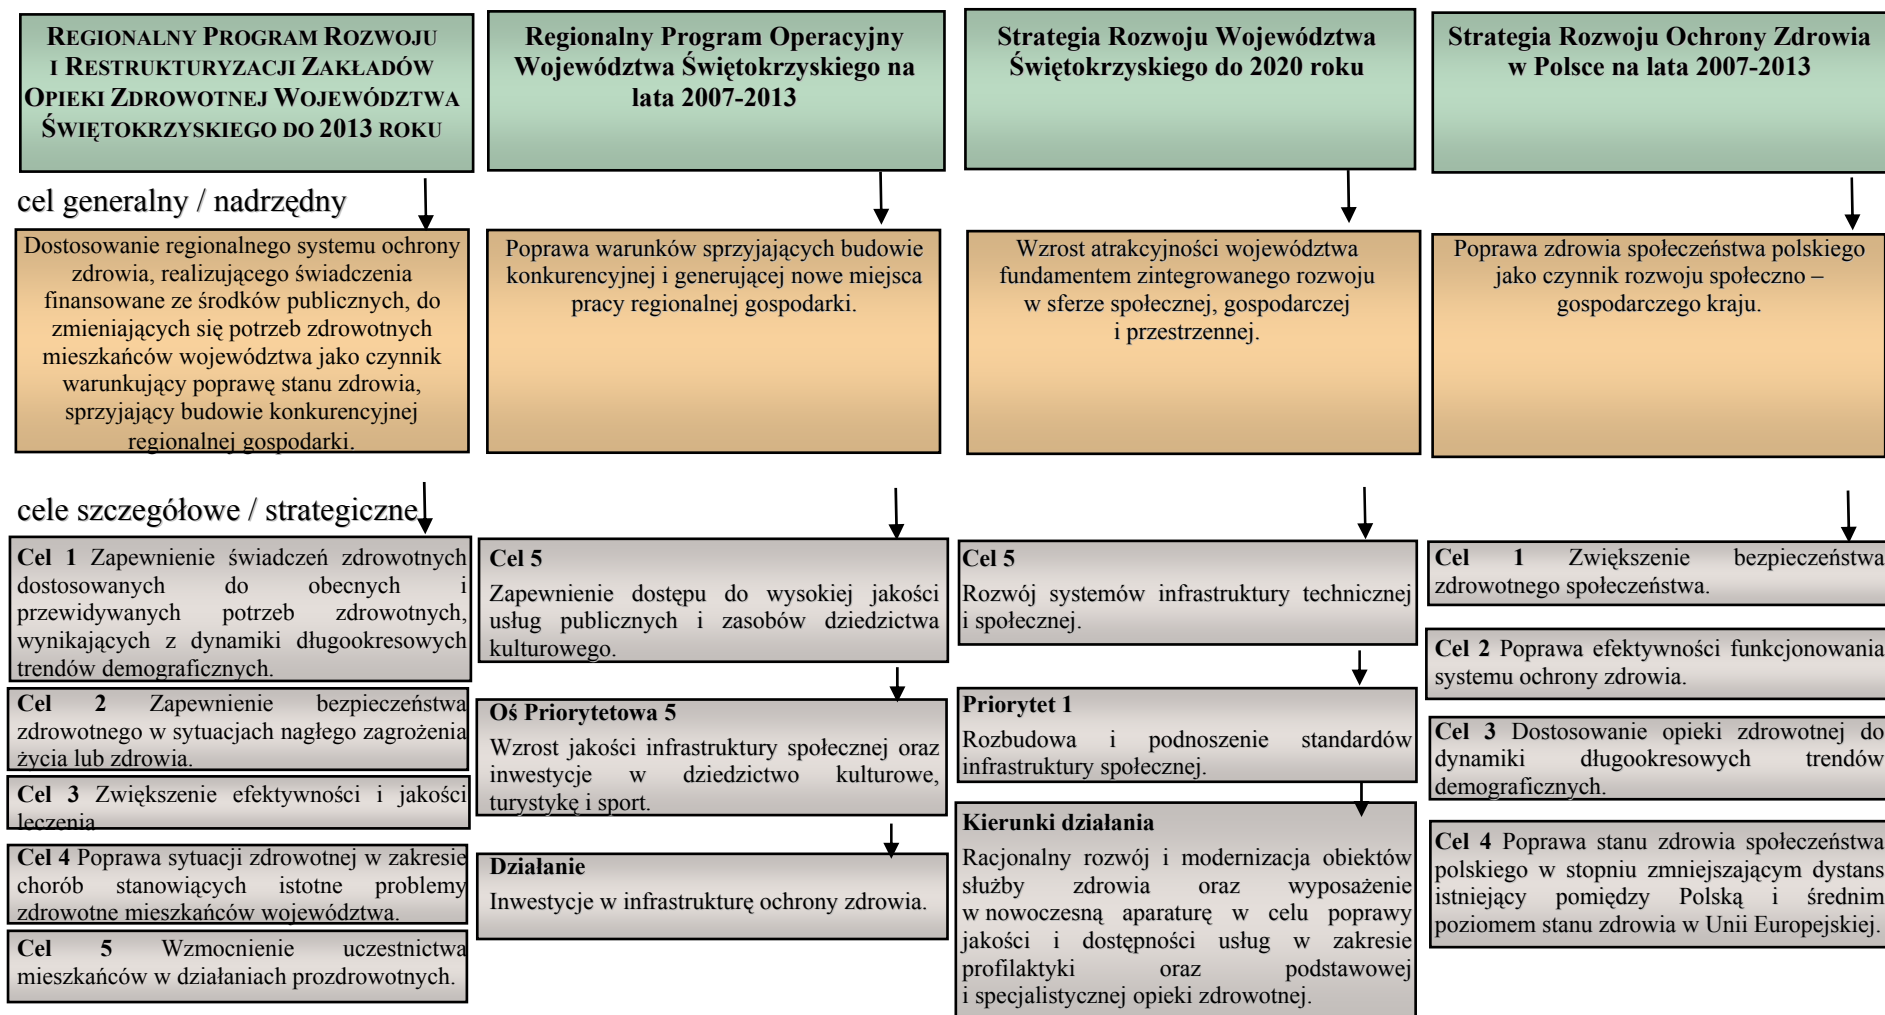 REGIONALNY PROGRAM ROZWOJU
I RESTRUKTURYZACJI ZAKŁADÓW
OPIEKI ZDROWOTNEJ WOJEWÓDZTWA
ŚWIĘTOKRZYSKIEGO DO 2013 ROKU
Regionalny Program Operacyjny
Województwa Świętokrzyskiego na
lata 2007-2013
Strategia Rozwoju Województwa
Świętokrzyskiego do 2020 roku
Strategia Rozwoju Ochrony Zdrowia
w Polsce na lata 2007-2013
cel generalny / nadrzędny
Dostosowanie regionalnego systemu ochrony
zdrowia, realizującego świadczenia
finansowane ze środków publicznych, do
zmieniających się potrzeb zdrowotnych
mieszkańców województwa jako czynnik
warunkujący poprawę stanu zdrowia,
sprzyjający budowie konkurencyjnej
regionalnej gospodarki.
Poprawa warunków sprzyjających budowie
konkurencyjnej i generującej nowe miejsca
pracy regionalnej gospodarki.
Wzrost atrakcyjności województwa
fundamentem zintegrowanego rozwoju
w sferze społecznej, gospodarczej
i przestrzennej.
Poprawa zdrowia społeczeństwa polskiego
jako czynnik rozwoju społeczno –
gospodarczego kraju.
cele szczegółowe / strategiczne
Cel 1 Zapewnienie świadczeń zdrowotnych
dostosowanych do obecnych i
przewidywanych potrzeb zdrowotnych,
wynikających z dynamiki długookresowych
trendów demograficznych.
Cel 2 Zapewnienie bezpieczeństwa
zdrowotnego w sytuacjach nagłego zagrożenia
życia lub zdrowia.
Cel 3 Zwiększenie efektywności i jakości
leczenia
Cel 4 Poprawa sytuacji zdrowotnej w zakresie
chorób stanowiących istotne problemy
zdrowotne mieszkańców województwa.
Cel 5 Wzmocnienie uczestnictwa
mieszkańców w działaniach prozdrowotnych.
Cel 5
Zapewnienie dostępu do wysokiej jakości
usług publicznych i zasobów dziedzictwa
kulturowego.
Oś Priorytetowa 5
Wzrost jakości infrastruktury społecznej oraz
inwestycje w dziedzictwo kulturowe,
turystykę i sport.
Działanie
Inwestycje w infrastrukturę ochrony zdrowia.
Cel 5
Rozwój systemów infrastruktury technicznej
i społecznej.
Priorytet 1
Rozbudowa i podnoszenie standardów
infrastruktury społecznej.
Kierunki działania
Racjonalny rozwój i modernizacja obiektów
służby zdrowia oraz wyposażenie
w nowoczesną aparaturę w celu poprawy
jakości i dostępności usług w zakresie
profilaktyki oraz podstawowej
i specjalistycznej opieki zdrowotnej.
Cel 1 Zwiększenie bezpieczeństwa
zdrowotnego społeczeństwa.
Cel 2 Poprawa efektywności funkcjonowania
systemu ochrony zdrowia.
Cel 3 Dostosowanie opieki zdrowotnej do
dynamiki długookresowych trendów
demograficznych.
Cel 4 Poprawa stanu zdrowia społeczeństwa
polskiego w stopniu zmniejszającym dystans
istniejący pomiędzy Polską i średnim
poziomem stanu zdrowia w Unii Europejskiej.